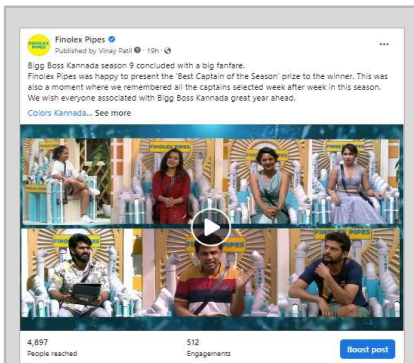 Finolex Pipes
Published by Vinay Patil · 19h ·
Bigg Boss Kannada season 9 concluded with a big fanfare.
Finolex Pipes was happy to present the 'Best Captain of the Season' prize to the winner. This was
also a moment where we remembered all the captains selected week after week in this season.
We wish everyone associated with Bigg Boss Kannada great year ahead.
Colors Kannada... See more
FINOLEX PIPES
FINOLEX PIPES
FINOLEX PIPES
FINOLEX PIPES
FINOLEX PIPES
4,897
People reached
512
Engagements
Boost post